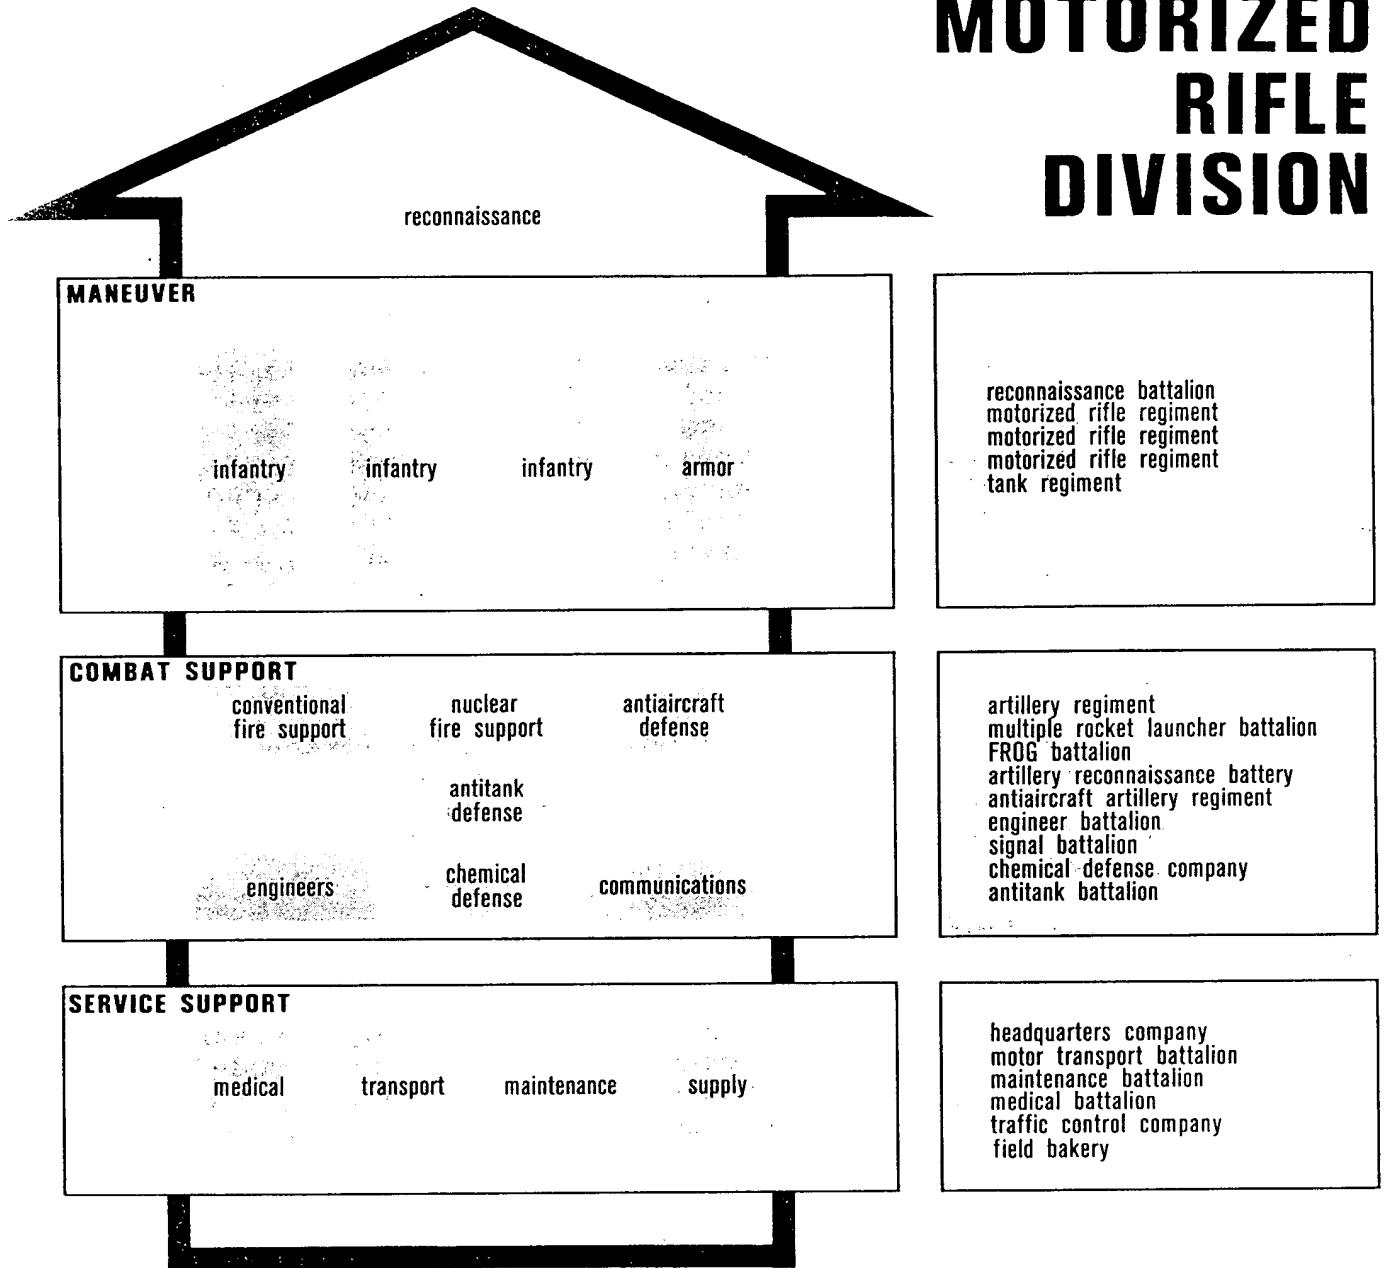 MOTORIZED
RIFLE
DIVISION
reconnaissance
MANEUVER
infantry infantry infantry armor
reconnaissance battalion
motorized rifle regiment
motorized rifle regiment
motorized rifle regiment
tank regiment
COMBAT SUPPORT
conventional nuclear antiaircraft
fire support fire support defense
antitank
defense
engineers chemical communications
defense
artillery regiment
multiple rocket launcher battalion
FROG battalion
artillery reconnaissance battery
antiaircraft artillery regiment
engineer battalion
signal battalion
chemical defense company
antitank battalion
SERVICE SUPPORT
medical transport maintenance supply
headquarters company
motor transport battalion
maintenance battalion
medical battalion
traffic control company
field bakery